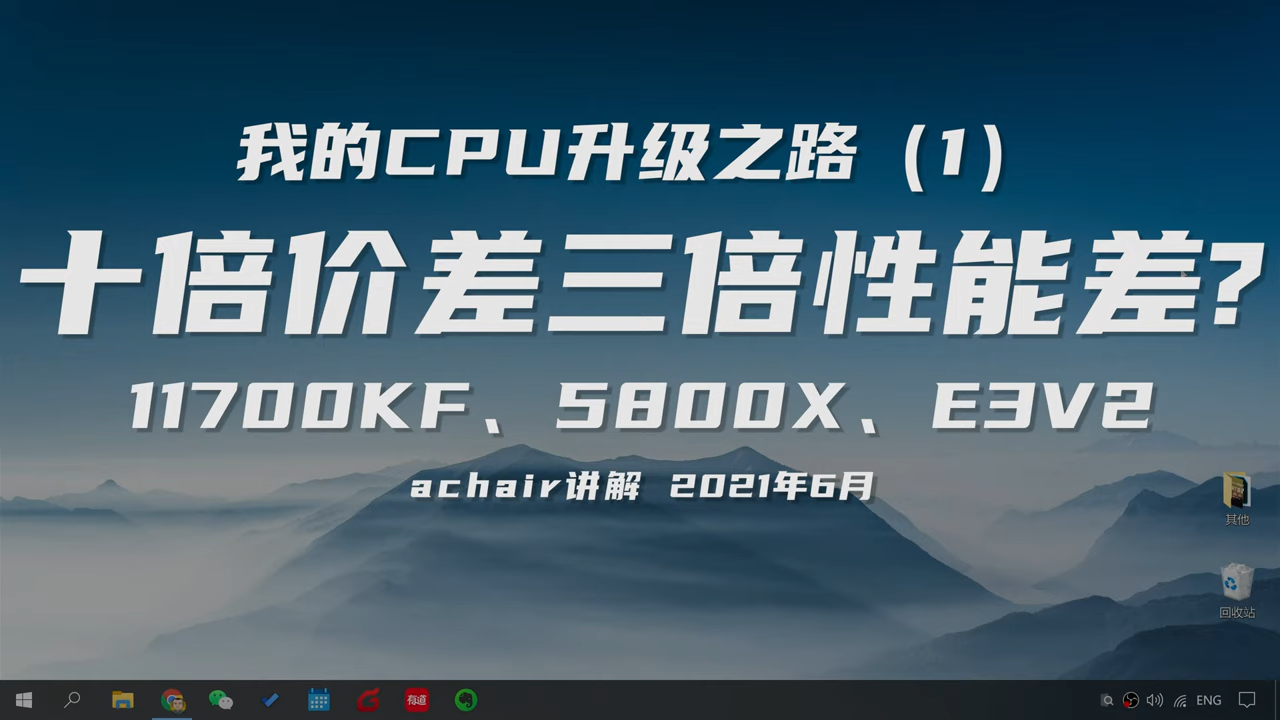 我的CPU升级之路（1）
十倍价差三倍性能差?
11700KF、5800X、E3V2
achair讲解 2021年6月
其他
回收站
有道
ENG